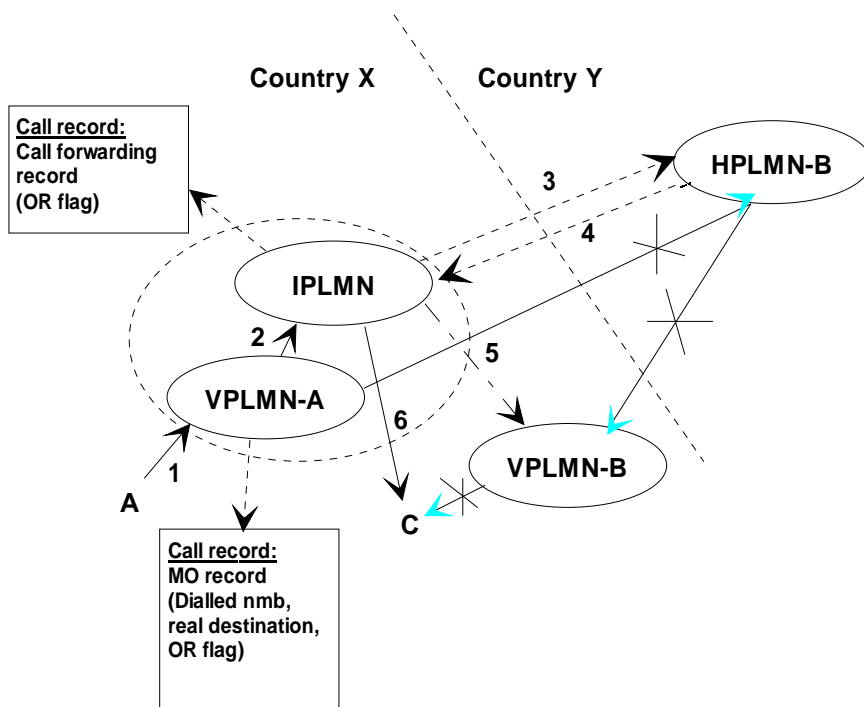 Country X
Country Y
Call record:
Call forwarding
record
(OR flag)
HPLMN-B
3
4
IPLMN
2
5
VPLMN-A
6
1
VPLMN-B
A
C
Call record:
MO record
(Dialled nmb,
real destination,
OR flag)